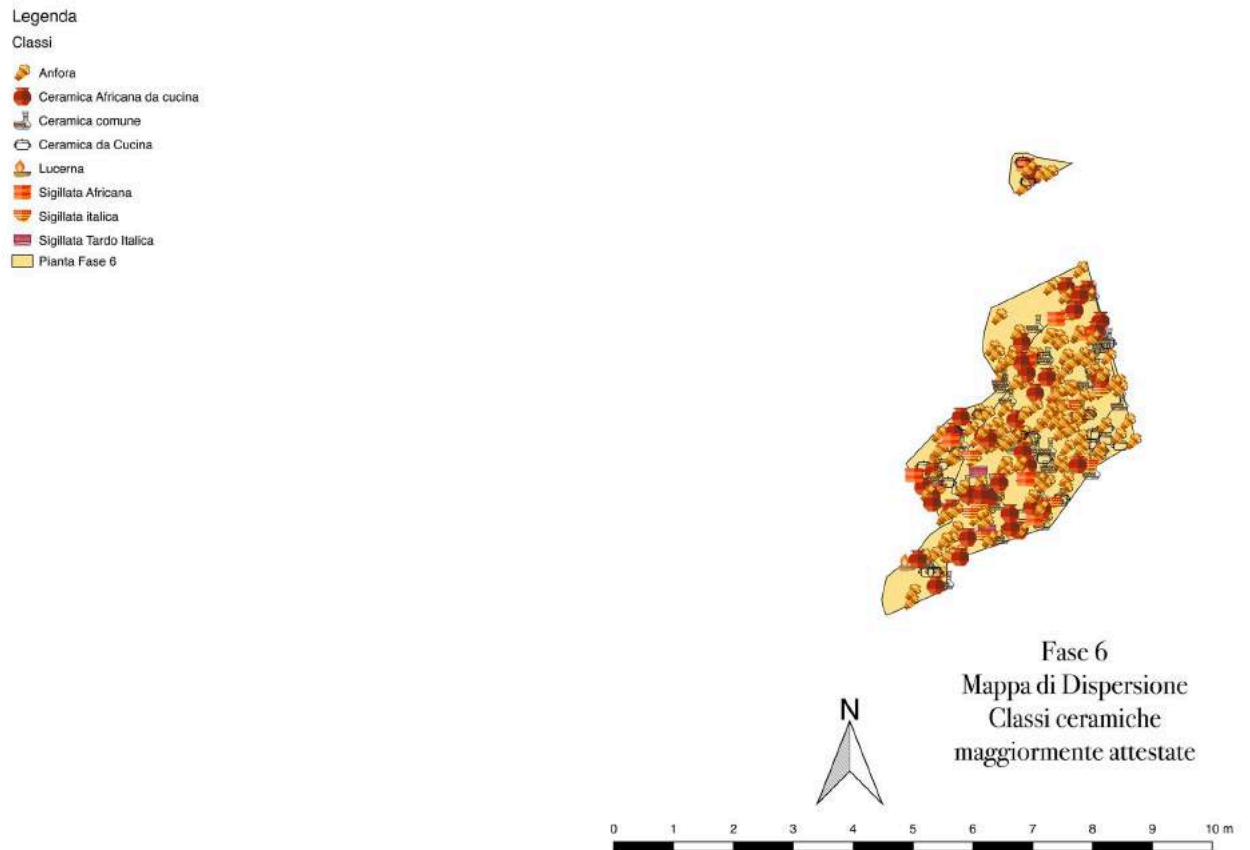 Legenda
Classi
Anfora
Ceramica Africana da cucina
Ceramica comune
Ceramica da Cucina
Lucerna
Sigillata Africana
Sigillata italica
Sigillata Tardo Italica
Pianta Fase 6
Fase 6
Mappa di Dispersione
Classi ceramiche
maggiormente attestate
N
0 1 2 3 4 5 6 7 8 9 10 m